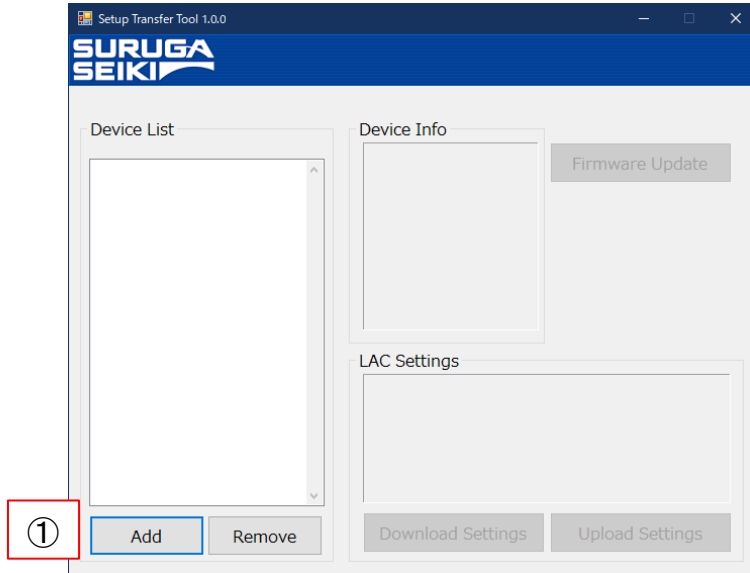 Setup Transfer Tool 1.0.0
SURUGA
SEIKI
Device List
Device Info
Firmware Update
LAC Settings
①
Add
Remove
Download Settings
Upload Settings